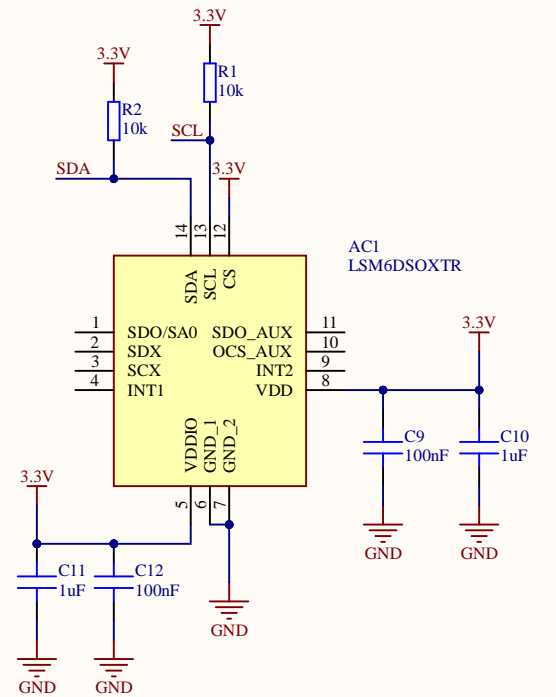 3.3V
3.3V
R1
10k
R2
10k
SCL
SDA
3.3V
14
13
12
AC1
LSM6DSOXTR
SDA
SCL
CS
1
SDO/SA0
SDO_AUX
11
2
SDX
OCS_AUX
10
3
SCX
INT2
9
4
INT1
VDD
8
3.3V
VDDIO
GND_1
GND_2
C9
100nF
C10
1uF
3.3V
5
6
7
GND
GND
C11
1uF
C12
100nF
GND
GND
GND